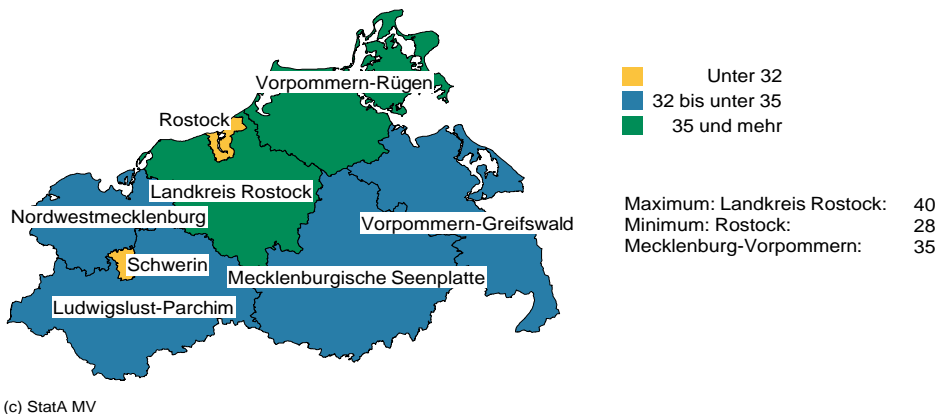 Vorpommern-Rügen
Rostock
Landkreis Rostock
Nordwestmecklenburg
Vorpommern-Greifswald
Schwerin
Mecklenburgische Seenplatte
Ludwigslust-Parchim
Unter 32
32 bis unter 35
35 und mehr
Maximum: Landkreis Rostock: 40
Minimum: Rostock: 28
Mecklenburg-Vorpommern: 35
(c) StatA MV